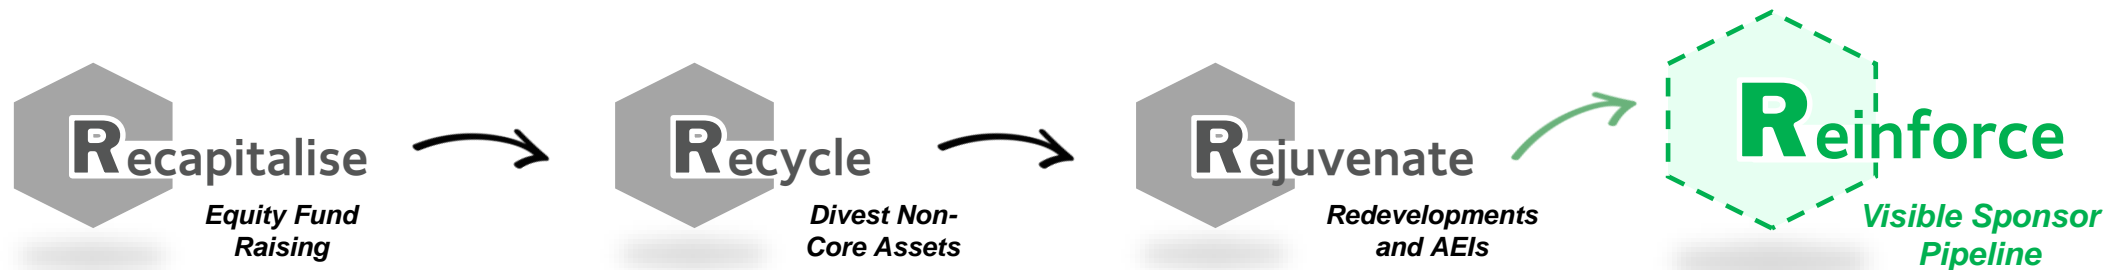 Recapitalise
Equity Fund
Raising
Recycle
Divest Non-
Core Assets
Rejuvenate
Redevelopments
and AEIs
Reinforce
Visible Sponsor
Pipeline